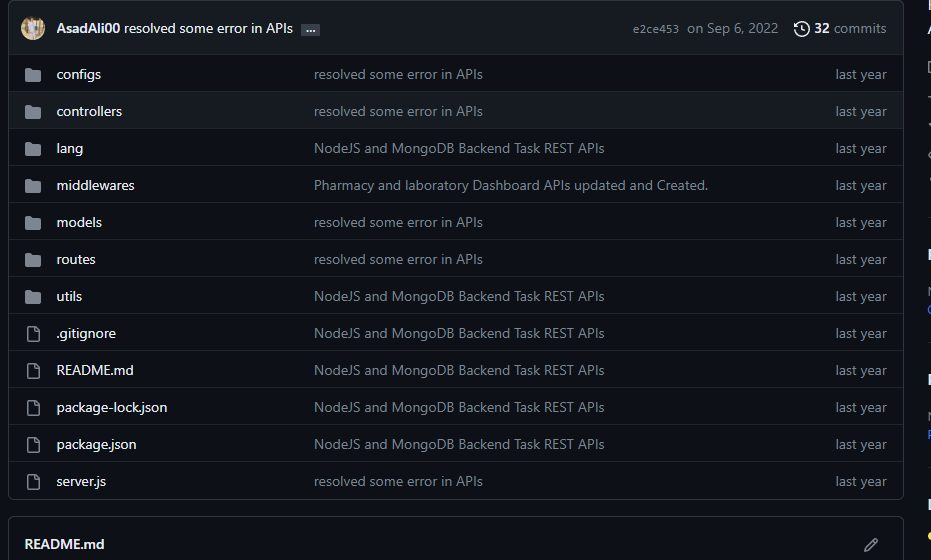 AsadAli00 resolved some error in APIs ... e2ce453 on Sep 6, 2022 32 commits
configs resolved some error in APIs last year
controllers resolved some error in APIs last year
lang NodeJS and MongoDB Backend Task REST APIs last year
middlewares Pharmacy and laboratory Dashboard APIs updated and Created. last year
models resolved some error in APIs last year
routes resolved some error in APIs last year
utils NodeJS and MongoDB Backend Task REST APIs last year
.gitignore NodeJS and MongoDB Backend Task REST APIs last year
README.md NodeJS and MongoDB Backend Task REST APIs last year
package-lock.json NodeJS and MongoDB Backend Task REST APIs last year
package.json NodeJS and MongoDB Backend Task REST APIs last year
server.js resolved some error in APIs last year
README.md